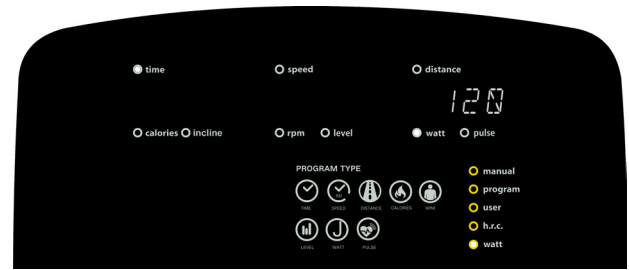 time speed distance
120
calories incline rpm level watt pulse
PROGRAM TYPE
manual
program
TIME SPEED DISTANCE CALORIES RPM
user
h.r.c.
LEVEL WATT PULSE
watt